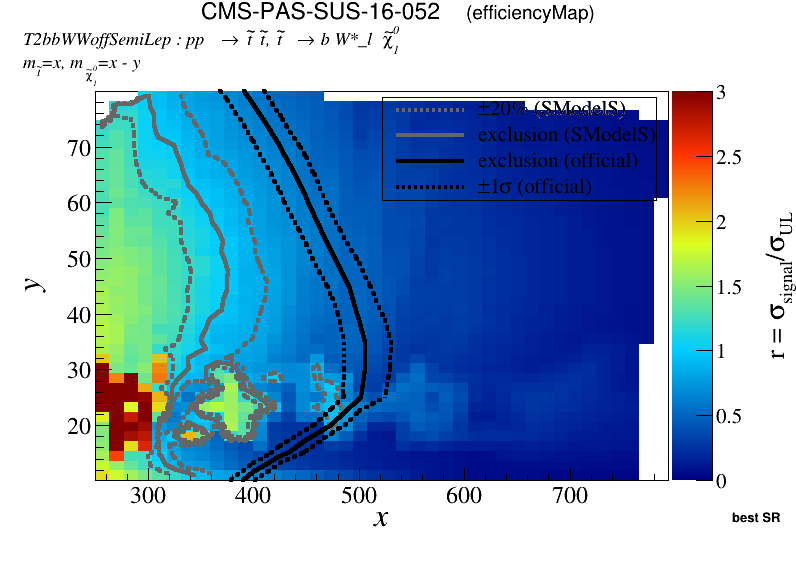 CMS-PAS-SUS-16-052 (efficiencyMap)
T2bbWWoffSemiLep : pp → t̃ t̃, t̃ → b W*_l χ̃⁰₁
m_t̃=x, m_χ̃⁰₁=x - y
±20% (SModelS)
exclusion (SModelS)
exclusion (official)
±1σ (official)
70
60
50
40
30
20
y
300 400 500 600 700
x
3
2.5
2
1.5
1
0.5
0
r = σ_signal/σ_UL
best SR